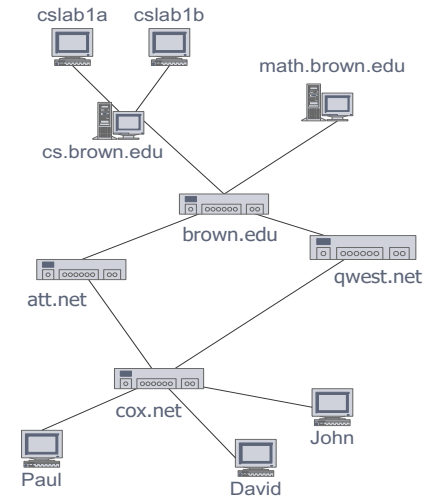 cslab1a cslab1b
math.brown.edu
cs.brown.edu
brown.edu
qwest.net
att.net
cox.net
John
Paul
David